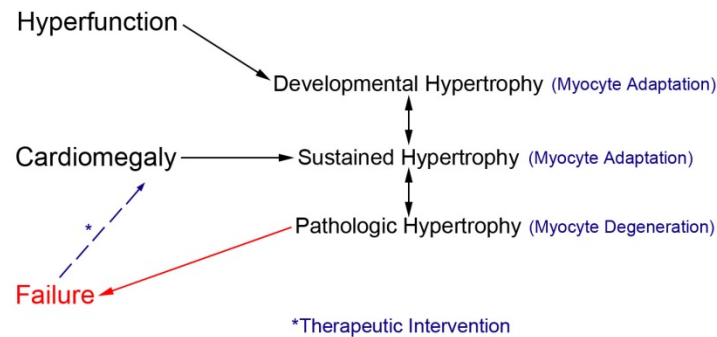 Hyperfunction
Developmental Hypertrophy (Myocyte Adaptation)
Cardiomegaly
Sustained Hypertrophy (Myocyte Adaptation)
*
Pathologic Hypertrophy (Myocyte Degeneration)
Failure
*Therapeutic Intervention